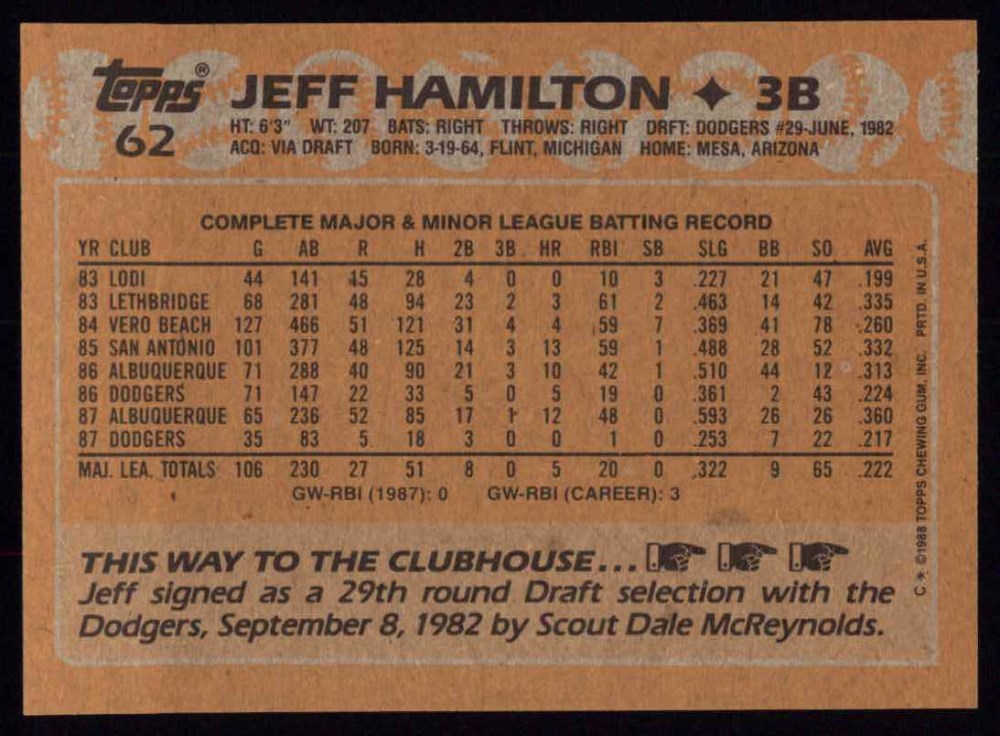 Topps® JEFF HAMILTON ✦ 3B
62
HT: 6'3" WT: 207 BATS: RIGHT THROWS: RIGHT DRFT: DODGERS #29-JUNE, 1982
ACQ: VIA DRAFT BORN: 3-19-64, FLINT, MICHIGAN HOME: MESA, ARIZONA
COMPLETE MAJOR & MINOR LEAGUE BATTING RECORD
YR CLUB G AB R H 2B 3B HR RBI SB SLG BB SO AVG
83 LODI 44 141 15 28 4 0 0 10 3 .227 21 47 .199
83 LETHBRIDGE 68 281 48 94 23 2 3 61 2 .463 14 42 .335
84 VERO BEACH 127 466 51 121 31 4 4 59 7 .369 41 78 .260
85 SAN ANTONIO 101 377 48 125 14 3 13 59 1 .488 28 52 .332
86 ALBUQUERQUE 71 288 40 90 21 3 10 42 1 .510 44 12 .313
86 DODGERS 71 147 22 33 5 0 5 19 0 .361 2 43 .224
87 ALBUQUERQUE 65 236 52 85 17 1 12 48 0 .593 26 26 .360
87 DODGERS 35 83 5 18 3 0 0 1 0 .253 7 22 .217
MAJ. LEA. TOTALS 106 230 27 51 8 0 5 20 0 .322 9 65 .222
GW-RBI (1987): 0 GW-RBI (CAREER): 3
THIS WAY TO THE CLUBHOUSE...
Jeff signed as a 29th round Draft selection with the
Dodgers, September 8, 1982 by Scout Dale McReynolds.
C * ©1988 TOPPS CHEWING GUM, INC. PRTD. IN U.S.A.